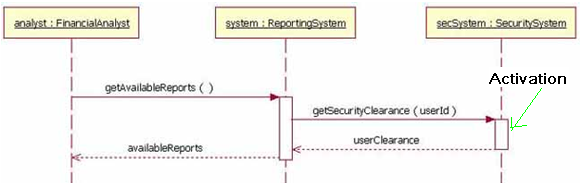 analyst : FinancialAnalyst
system : ReportingSystem
secSystem : SecuritySystem
Activation
getAvailableReports ( )
getSecurityClearance ( userId )
userClearance
availableReports